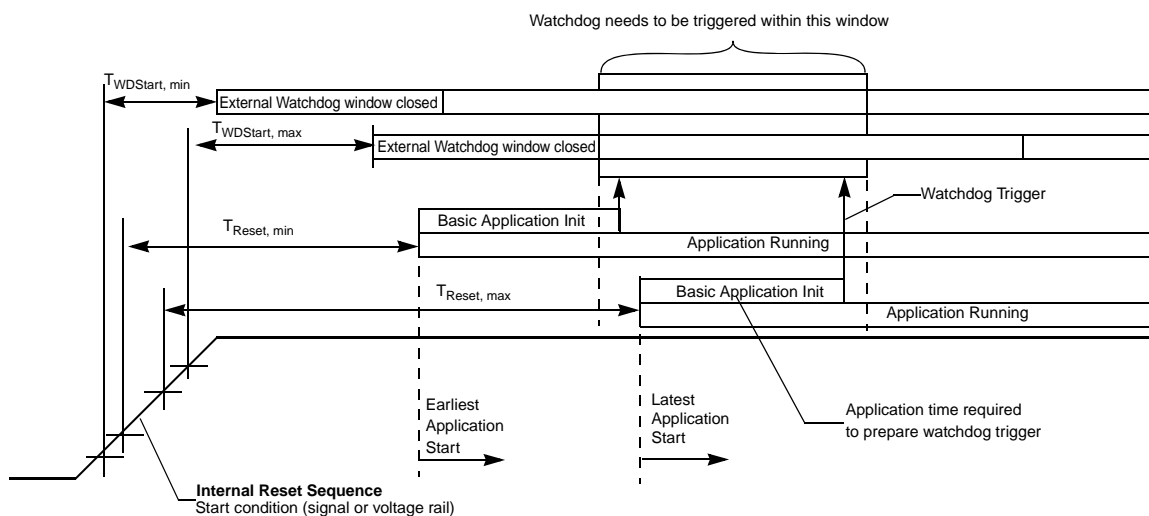 Watchdog needs to be triggered within this window
TWDStart, min
External Watchdog window closed
TWDStart, max
External Watchdog window closed
Watchdog Trigger
Basic Application Init
TReset, min
Application Running
TReset, max
Basic Application Init
Application Running
Earliest
Application
Start
Latest
Application
Start
Application time required
to prepare watchdog trigger
Internal Reset Sequence
Start condition (signal or voltage rail)